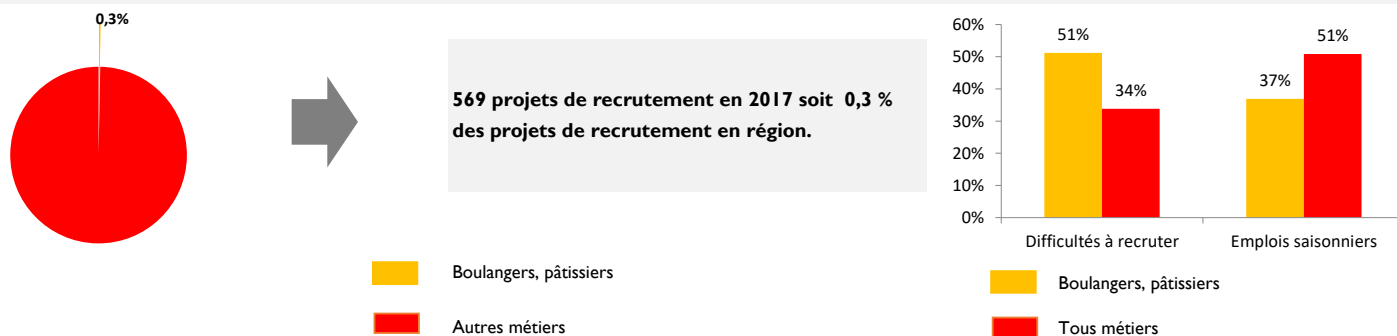 0,3%
569 projets de recrutement en 2017 soit 0,3 %
des projets de recrutement en région.
Boulangers, pâtissiers
Autres métiers
60%
50%
40%
30%
20%
10%
0%
51%
34%
37%
51%
Difficultés à recruter
Emplois saisonniers
Boulangers, pâtissiers
Tous métiers